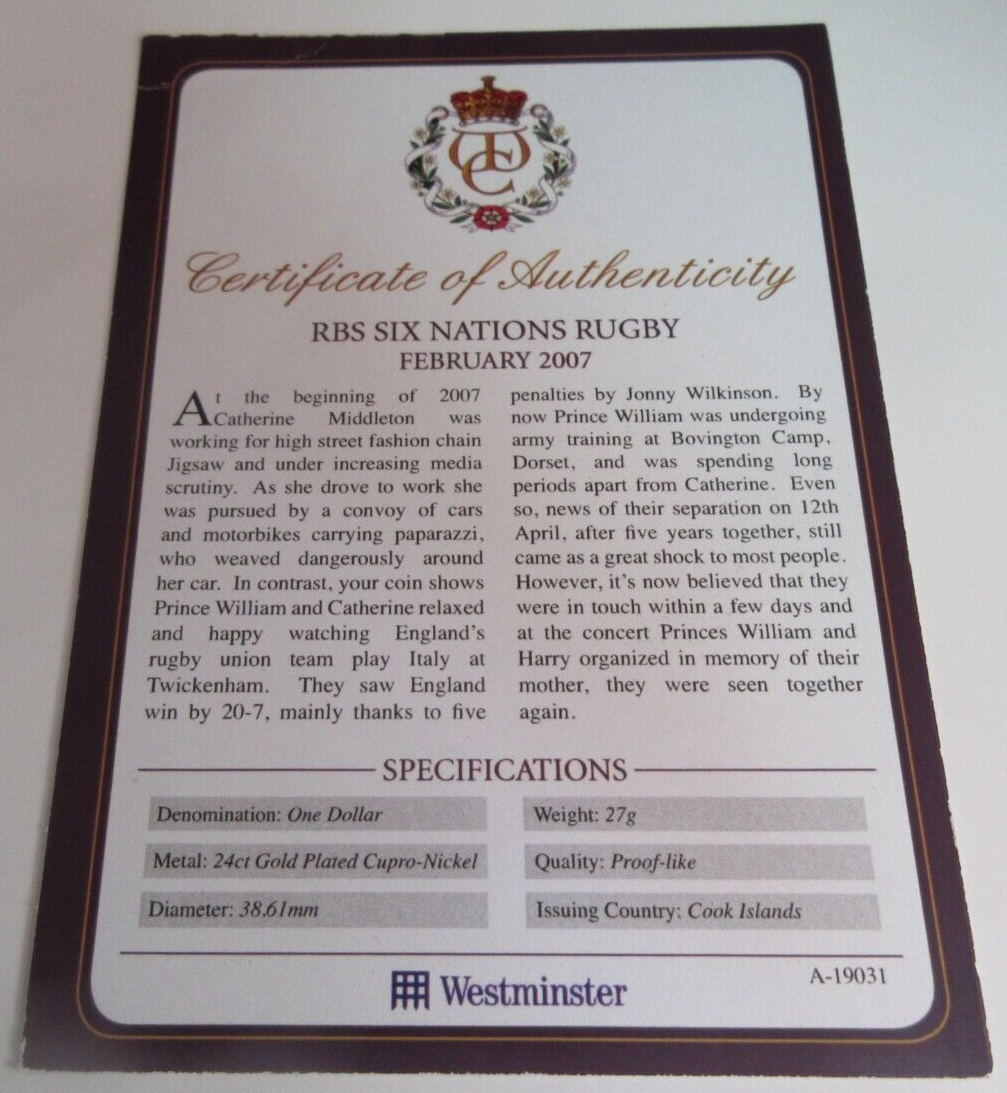 Certificate of Authenticity
RBS SIX NATIONS RUGBY
FEBRUARY 2007
At the beginning of 2007
Catherine Middleton was
working for high street fashion chain
Jigsaw and under increasing media
scrutiny. As she drove to work she
was pursued by a convoy of cars
and motorbikes carrying paparazzi,
who weaved dangerously around
her car. In contrast, your coin shows
Prince William and Catherine relaxed
and happy watching England's
rugby union team play Italy at
Twickenham. They saw England
win by 20-7, mainly thanks to five
penalties by Jonny Wilkinson. By
now Prince William was undergoing
army training at Bovington Camp,
Dorset, and was spending long
periods apart from Catherine. Even
so, news of their separation on 12th
April, after five years together, still
came as a great shock to most people.
However, it's now believed that they
were in touch within a few days and
at the concert Princes William and
Harry organized in memory of their
mother, they were seen together
again.
SPECIFICATIONS
Denomination: One Dollar
Metal: 24ct Gold Plated Cupro-Nickel
Diameter: 38.61mm
Weight: 27g
Quality: Proof-like
Issuing Country: Cook Islands
Westminster
A-19031